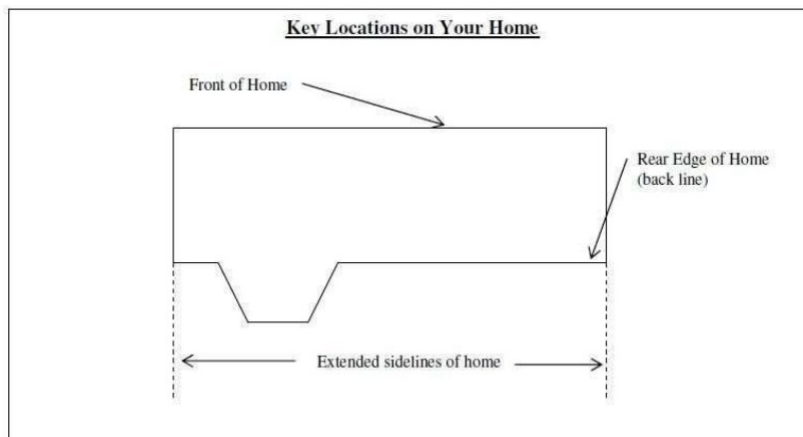 Key Locations on Your Home
Front of Home
Rear Edge of Home
(back line)
Extended sidelines of home